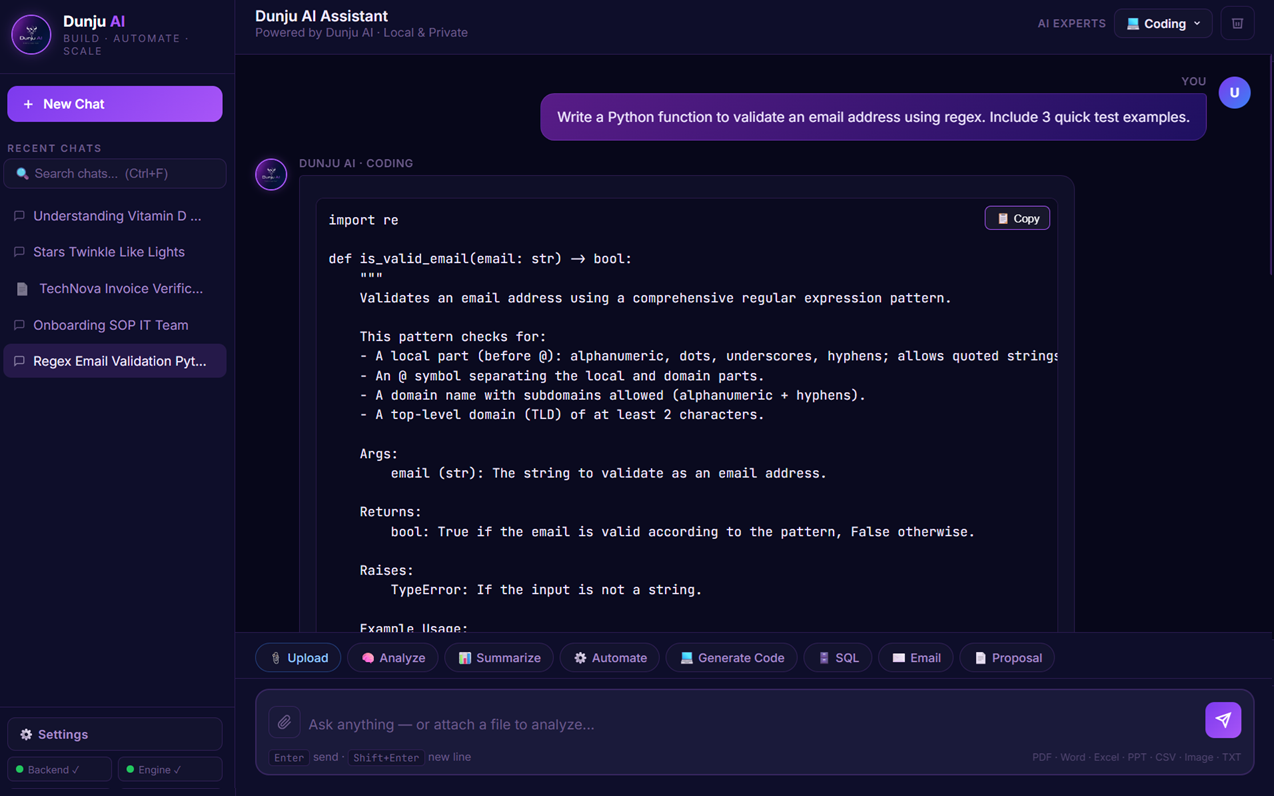 Dunju AI
BUILD · AUTOMATE ·
SCALE
+ New Chat
RECENT CHATS
Search chats... (Ctrl+F)
Understanding Vitamin D ...
Stars Twinkle Like Lights
TechNova Invoice Verific...
Onboarding SOP IT Team
Regex Email Validation Pyt...
Settings
Backend ✓
Engine ✓
Dunju AI Assistant
Powered by Dunju AI · Local & Private
AI EXPERTS
Coding
YOU
U
Write a Python function to validate an email address using regex. Include 3 quick test examples.
DUNJU AI · CODING
Copy
import re
def is_valid_email(email: str) -> bool:
"""
Validates an email address using a comprehensive regular expression pattern.
This pattern checks for:
- A local part (before @): alphanumeric, dots, underscores, hyphens; allows quoted strings
- An @ symbol separating the local and domain parts.
- A domain name with subdomains allowed (alphanumeric + hyphens).
- A top-level domain (TLD) of at least 2 characters.
Args:
email (str): The string to validate as an email address.
Returns:
bool: True if the email is valid according to the pattern, False otherwise.
Raises:
TypeError: If the input is not a string.
Example Usage:
Upload
Analyze
Summarize
Automate
Generate Code
SQL
Email
Proposal
Ask anything — or attach a file to analyze...
Enter send · Shift+Enter new line
PDF · Word · Excel · PPT · CSV · Image · TXT